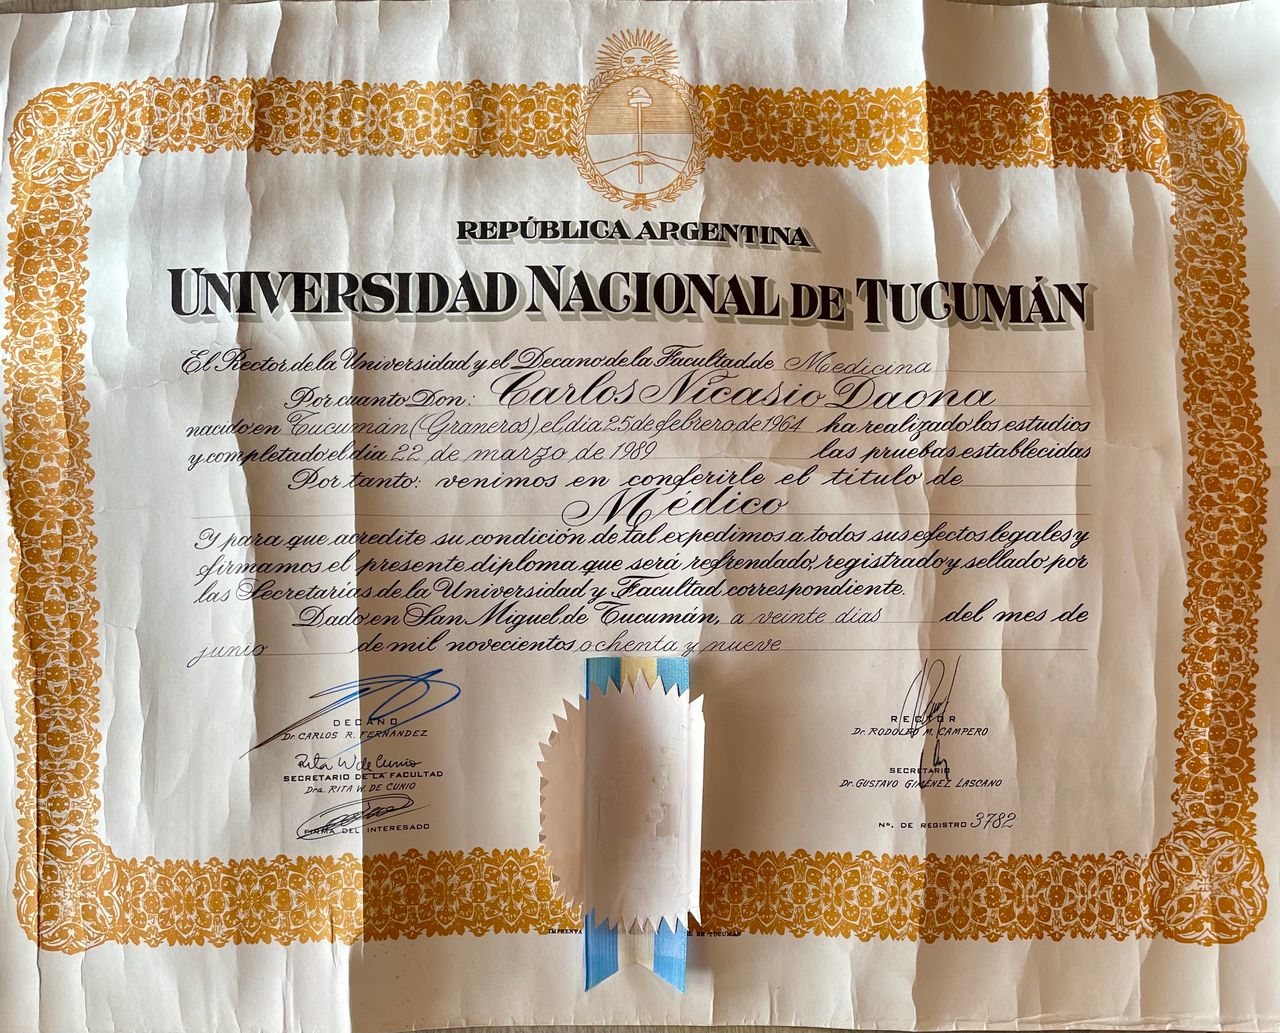 REPÚBLICA ARGENTINA
UNIVERSIDAD NACIONAL DE TUCUMÁN
El Rector de la Universidad y el Decano de la Facultad de Medicina
Por cuanto Don: Carlos Nicasio Daona
nacido en Tucumán (Graneros) el día 25 de febrero de 1964 ha realizado los estudios
y completado el día 22 de marzo de 1989 las pruebas establecidas
Por tanto: venimos en conferirle el título de
Médico
Y para que acredite su condición de tal expedimos a todos sus efectos legales y
firmamos el presente diploma que será refrendado, registrado y sellado por
las Secretarías de la Universidad y Facultad correspondiente.
Dado en San Miguel de Tucumán, a veinte días del mes de
junio de mil novecientos ochenta y nueve
DECANO
Dr. CARLOS R. FERNANDEZ
Rita W de Cunio
SECRETARIO DE LA FACULTAD
Dra. RITA W. DE CUNIO
FIRMA DEL INTERESADO
RECTOR
Dr. RODOLFO M. CAMPERO
SECRETARIO
Dr. GUSTAVO GIMÉNEZ LASCANO
Nº. DE REGISTRO 3782
IMPRENTA DE TUCUMÁN